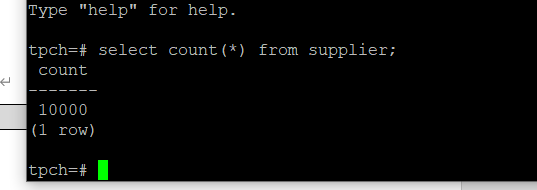 Type "help" for help.
tpch=# select count(*) from supplier;
count
-------
10000
(1 row)
tpch=#